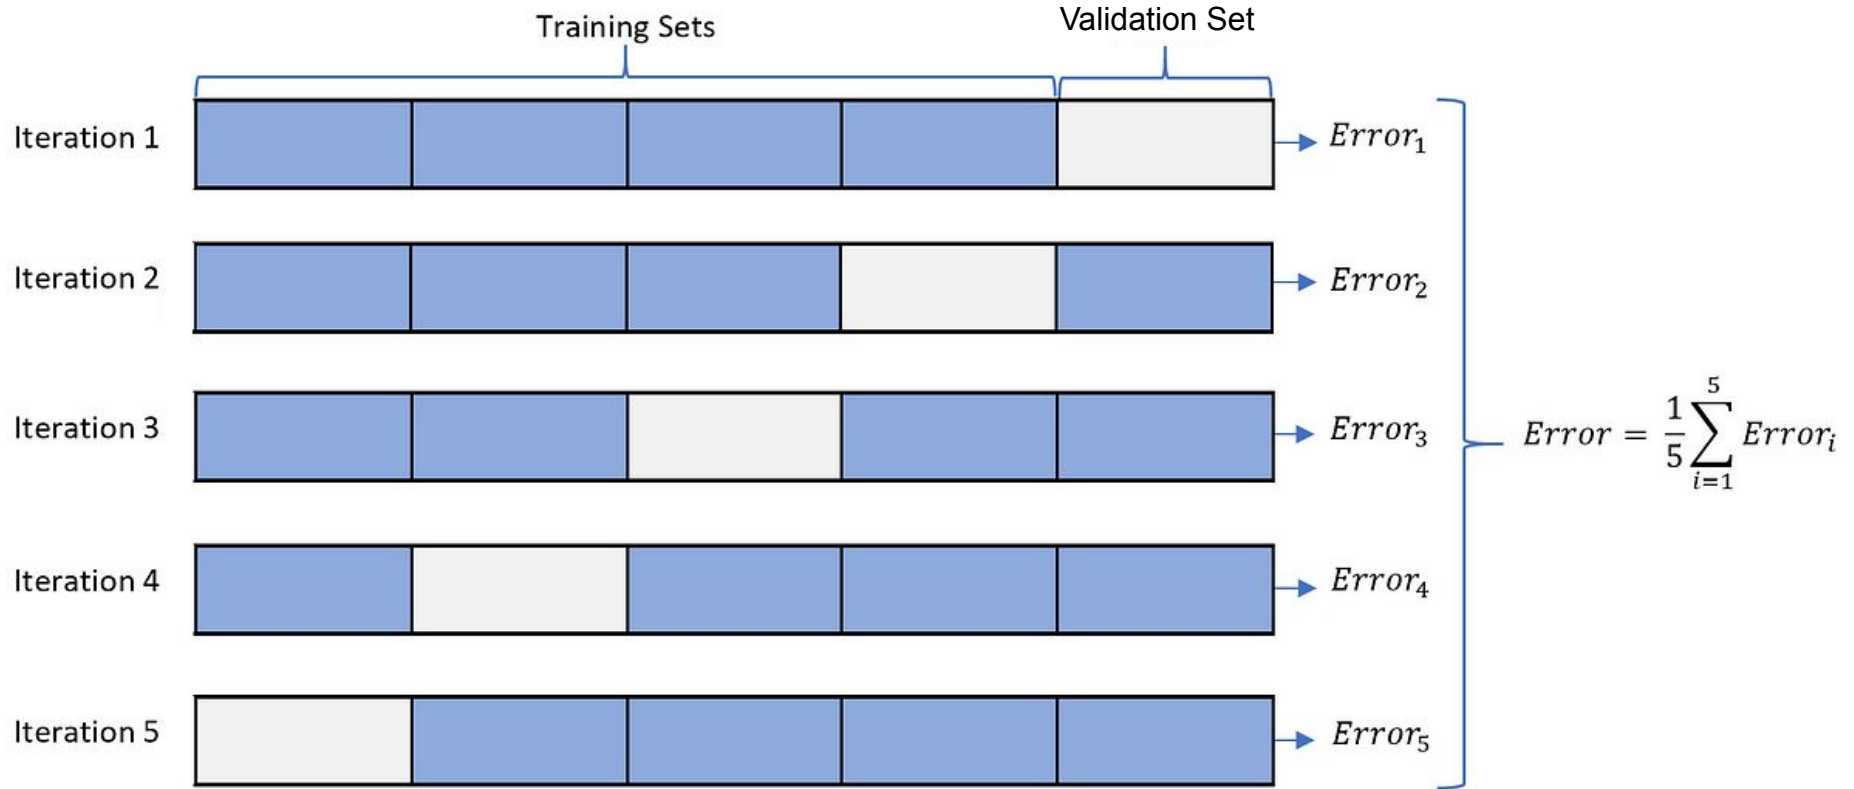 Training Sets
Validation Set
Iteration 1
Error₁
Iteration 2
Error₂
Iteration 3
Error₃
Iteration 4
Error₄
Iteration 5
Error₅
Error = 1/5 ∑_{i=1}^{5} Errorᵢ